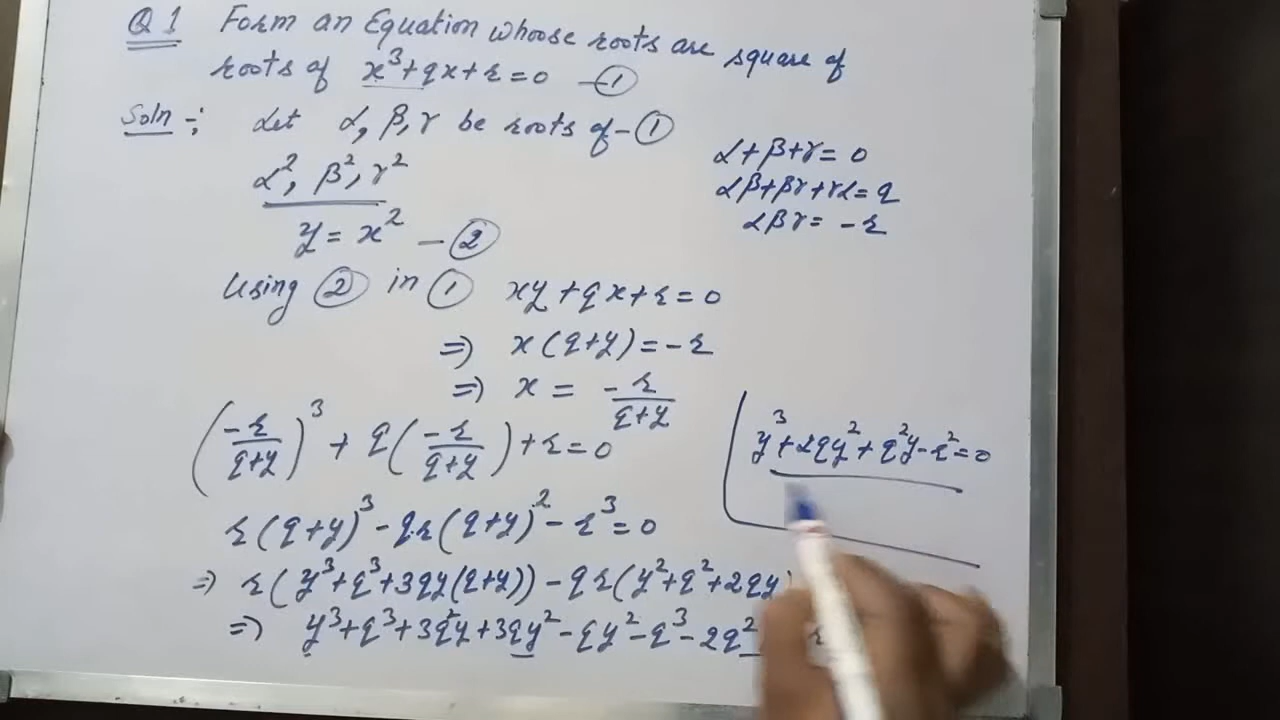 Q 1 Form an Equation whose roots are square of
roots of x³+qx+r=0 —①
Soln -: Let α, β, γ be roots of -①
α², β², γ²
y = x² —②
α+β+γ= 0
αβ+βγ+γα=q
αβγ= -r
Using ② in ① xy+qx+r=0
⇒ x(q+y)=-r
⇒ x = -r/(q+y)
(-r/(q+y))³ + q(-r/(q+y))+r=0
r(q+y)³-qr(q+y)²-r³=0
⇒ r(y³+q³+3qy(q+y))-qr(y²+q²+2qy)
⇒ y³+q³+3q²y+3qy²-qy²-q³-2q²
y³+2qy²+q²y-r²=0